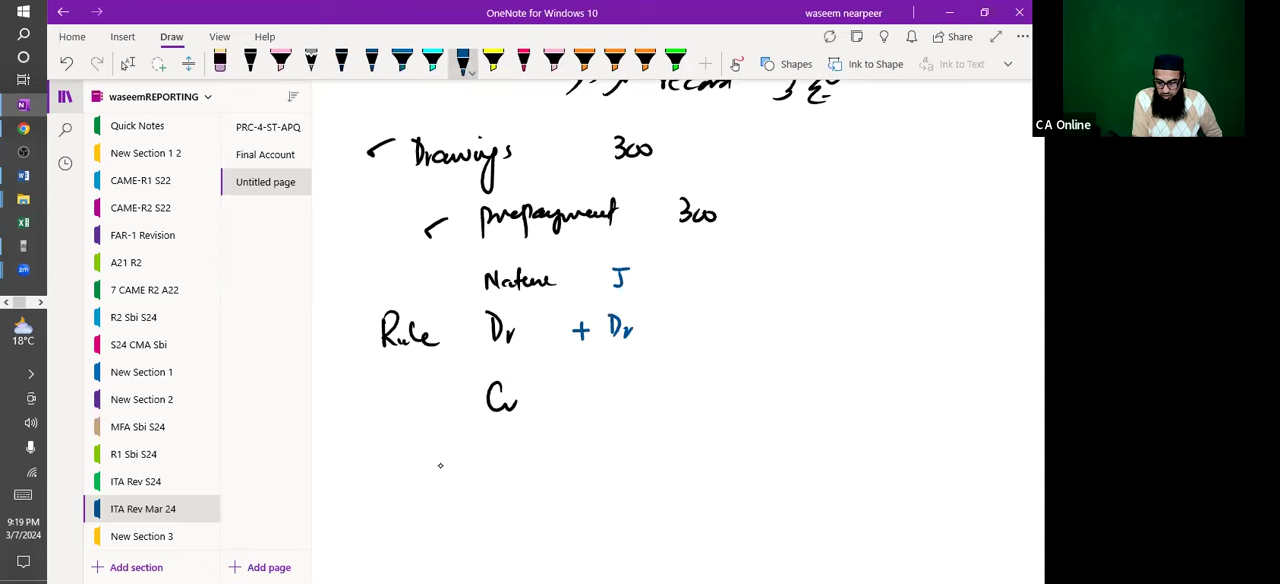 OneNote for Windows 10
waseem nearpeer
Home Insert Draw View Help
Share
Shapes
Ink to Shape
Ink to Text
waseemREPORTING
Quick Notes
New Section 1 2
CAME-R1 S22
CAME-R2 S22
FAR-1 Revision
A21 R2
7 CAME R2 A22
R2 Sbi S24
S24 CMA Sbi
New Section 1
New Section 2
MFA Sbi S24
R1 Sbi S24
ITA Rev S24
ITA Rev Mar 24
New Section 3
Add section
PRC-4-ST-APQ
Final Account
Untitled page
Add page
record
Drawings 300
prepayment 300
Nature J
Rule Dr + Dr
Cr
CA Online
18°C
9:19 PM
3/7/2024